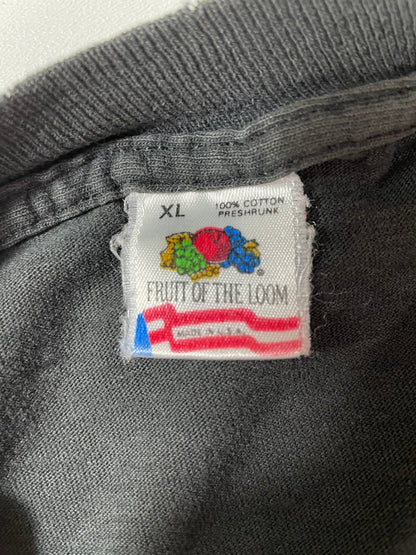 XL
100% COTTON
PRESHRUNK
®
FRUIT OF THE LOOM
MADE IN U.S.A.